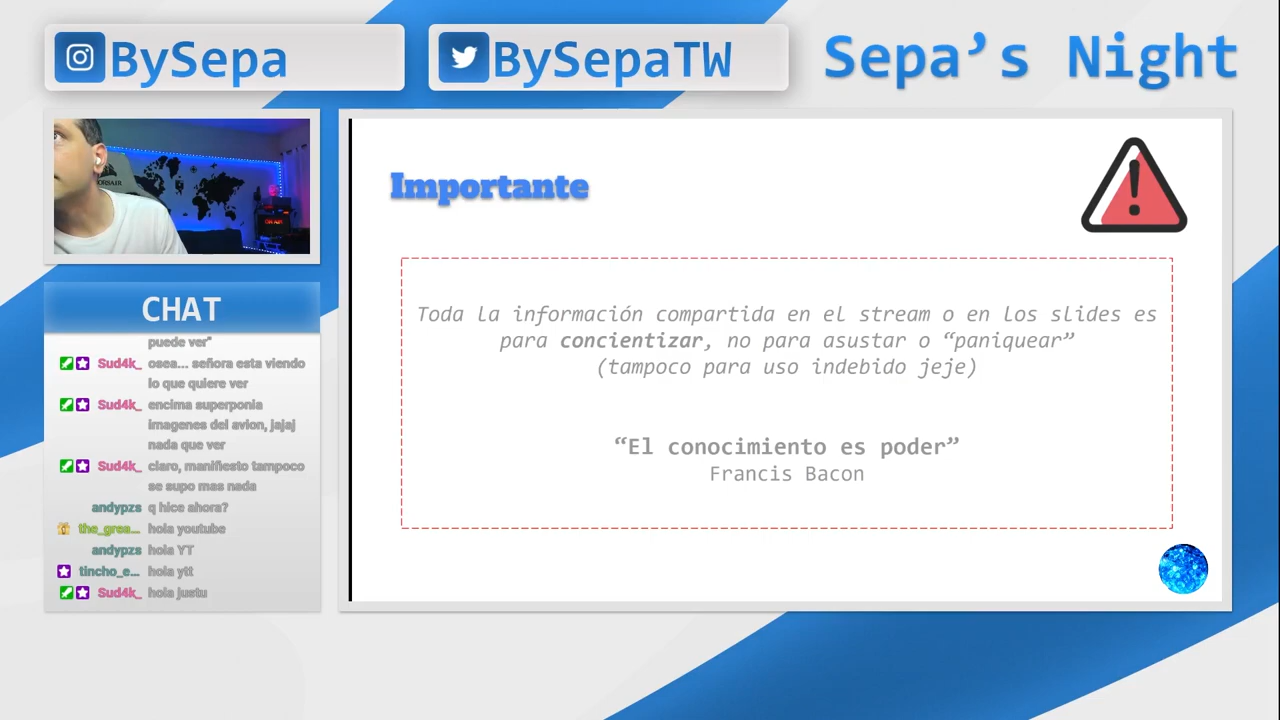 BySepa
BySepaTW
Sepa’s Night
CORSAIR
ON AIR
CHAT
puede ver"
Sud4k_ osea... señora esta viendo
lo que quiere ver
Sud4k_ encima superponia
imagenes del avion, jajaj
nada que ver
Sud4k_ claro, manifiesto tampoco
se supo mas nada
andypzs q hice ahora?
the_grea... hola youtube
andypzs hola YT
tincho_e... hola ytt
Sud4k_ hola justu
Importante
Toda la información compartida en el stream o en los slides es
para concientizar, no para asustar o “paniquear”
(tampoco para uso indebido jeje)
“El conocimiento es poder”
Francis Bacon